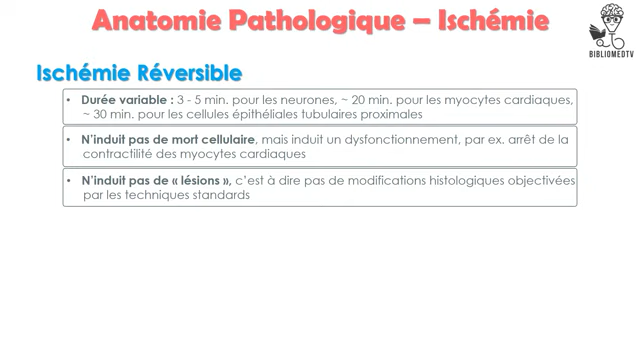 Anatomie Pathologique – Ischémie
BIBLIOMEDTV
Ischémie Réversible
• Durée variable : 3 - 5 min. pour les neurones, ~ 20 min. pour les myocytes cardiaques,
~ 30 min. pour les cellules épithéliales tubulaires proximales
• N'induit pas de mort cellulaire, mais induit un dysfonctionnement, par ex. arrêt de la
contractilité des myocytes cardiaques
• N'induit pas de « lésions », c'est à dire pas de modifications histologiques objectivées
par les techniques standards